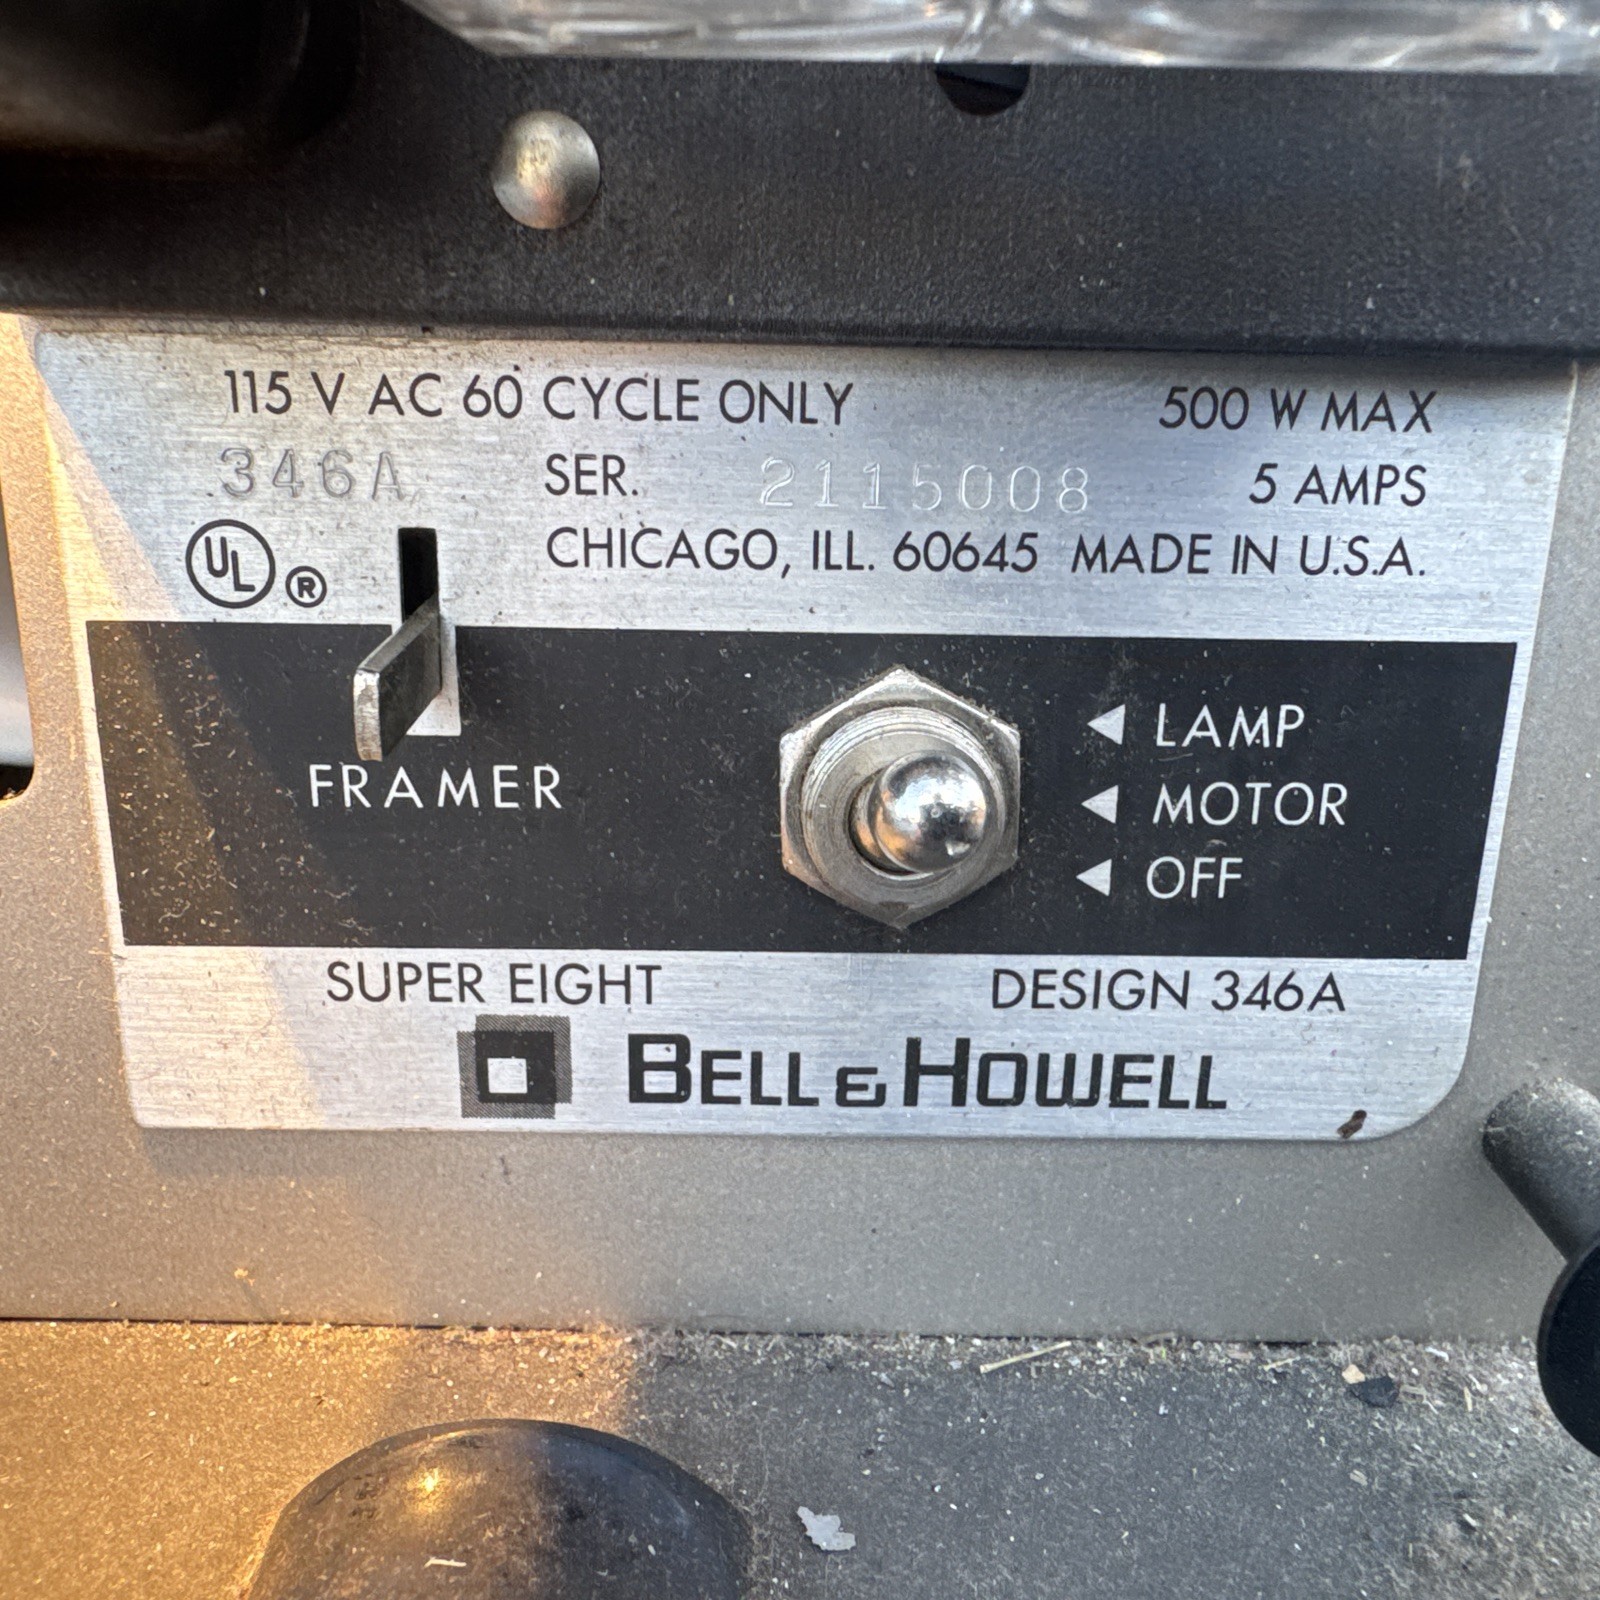 115 V AC 60 CYCLE ONLY 500 W MAX
346A SER. 2115008 5 AMPS
UL ® CHICAGO, ILL. 60645 MADE IN U.S.A.
LAMP
FRAMER MOTOR
OFF
SUPER EIGHT DESIGN 346A
BELL & HOWELL